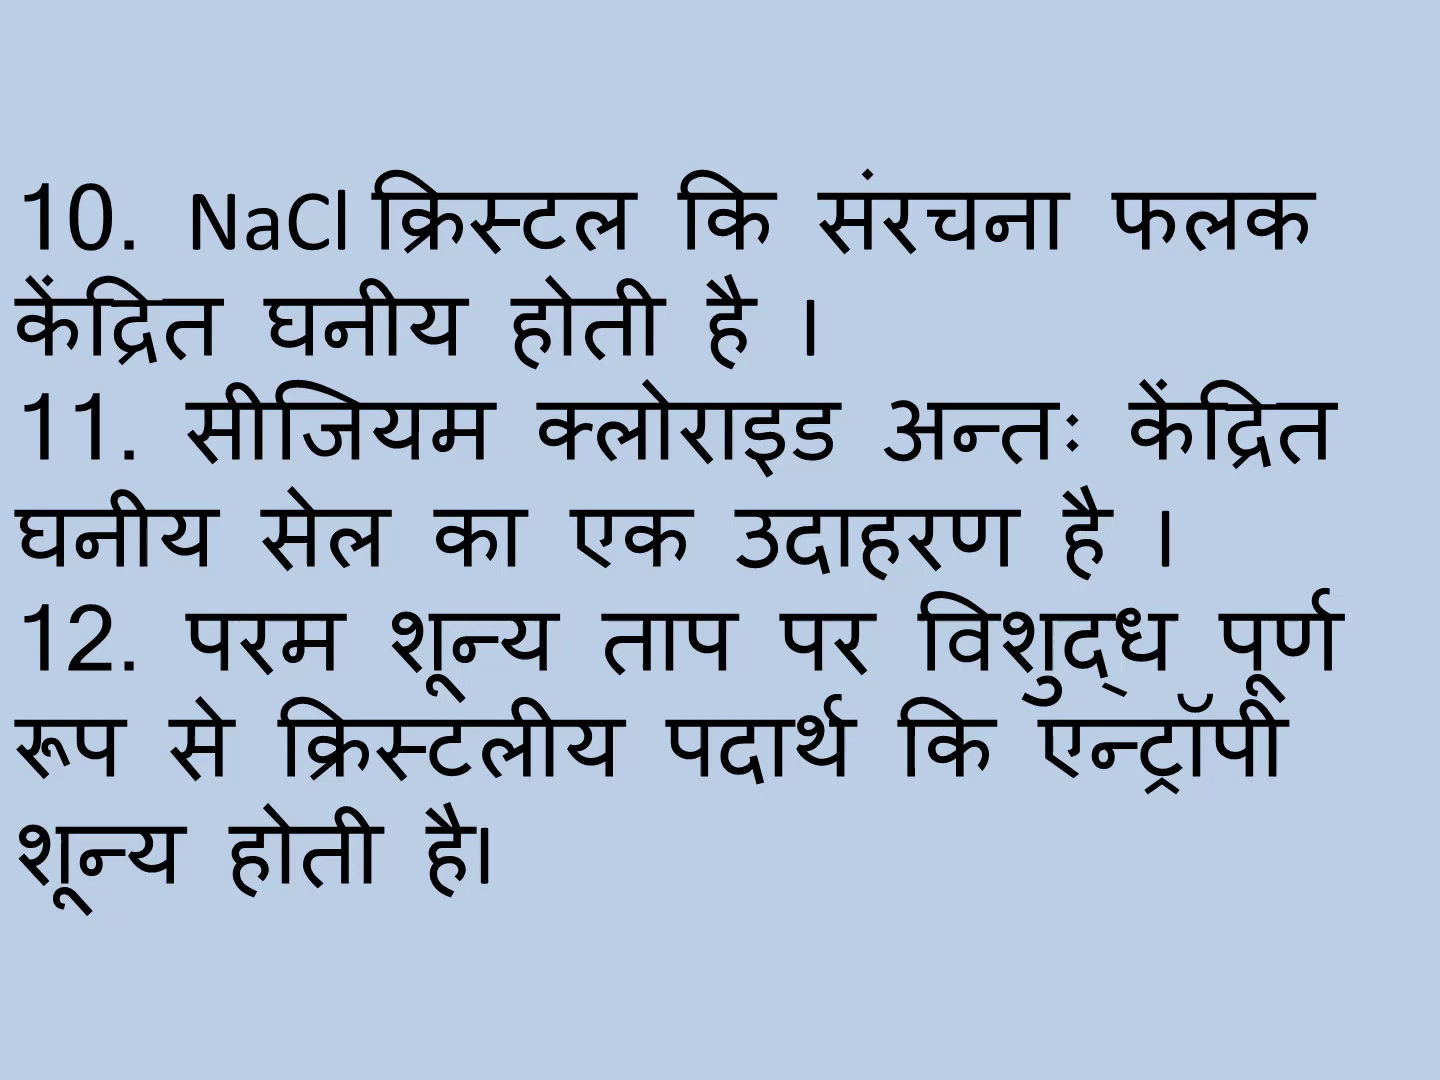 10. NaCl क्रिस्टल कि संरचना फलक
केंद्रित घनीय होती है ।
11. सीजियम क्लोराइड अन्तः केंद्रित
घनीय सेल का एक उदाहरण है ।
12. परम शून्य ताप पर विशुद्ध पूर्ण
रूप से क्रिस्टलीय पदार्थ कि एन्ट्रॉपी
शून्य होती है।